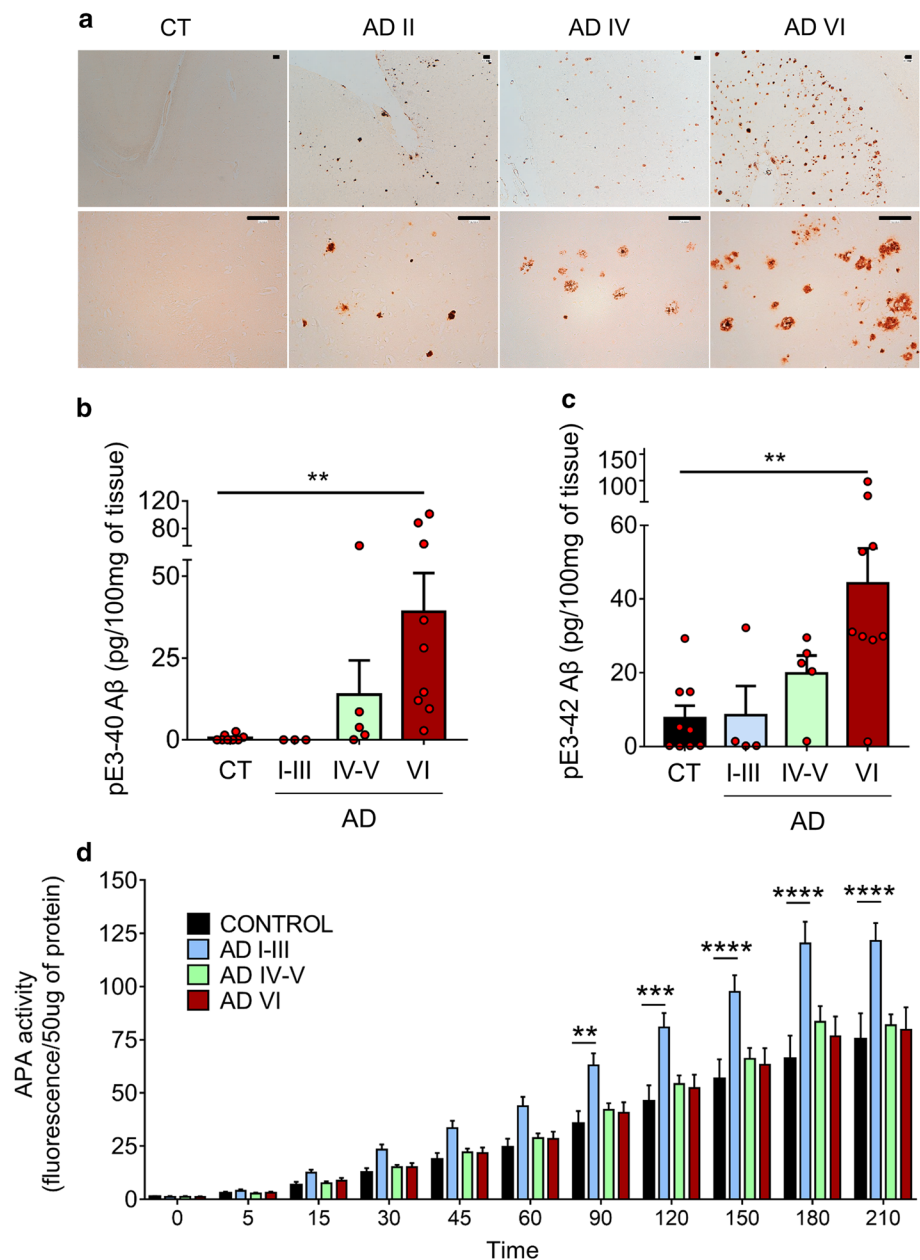 a
CT AD II AD IV AD VI
b
pE3-40 Aβ (pg/100mg of tissue)
**
120
80
50
25
0
CT I-III IV-V VI
AD
c
pE3-42 Aβ (pg/100mg of tissue)
**
150
100
60
40
20
0
CT I-III IV-V VI
AD
d
APA activity
(fluorescence/50ug of protein)
150
125
100
75
50
25
0
CONTROL
AD I-III
AD IV-V
AD VI
** *** **** **** ****
0 5 15 30 45 60 90 120 150 180 210
Time